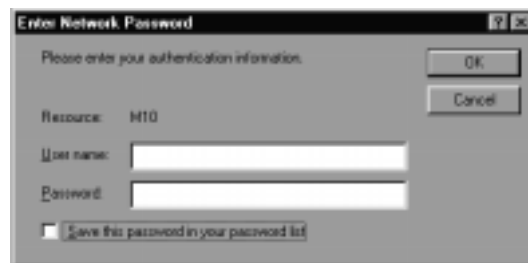 Enter Network Password
Please enter your authentication information.
OK
Cancel
Resource: M10
User name:
Password:
Save this password in your password list